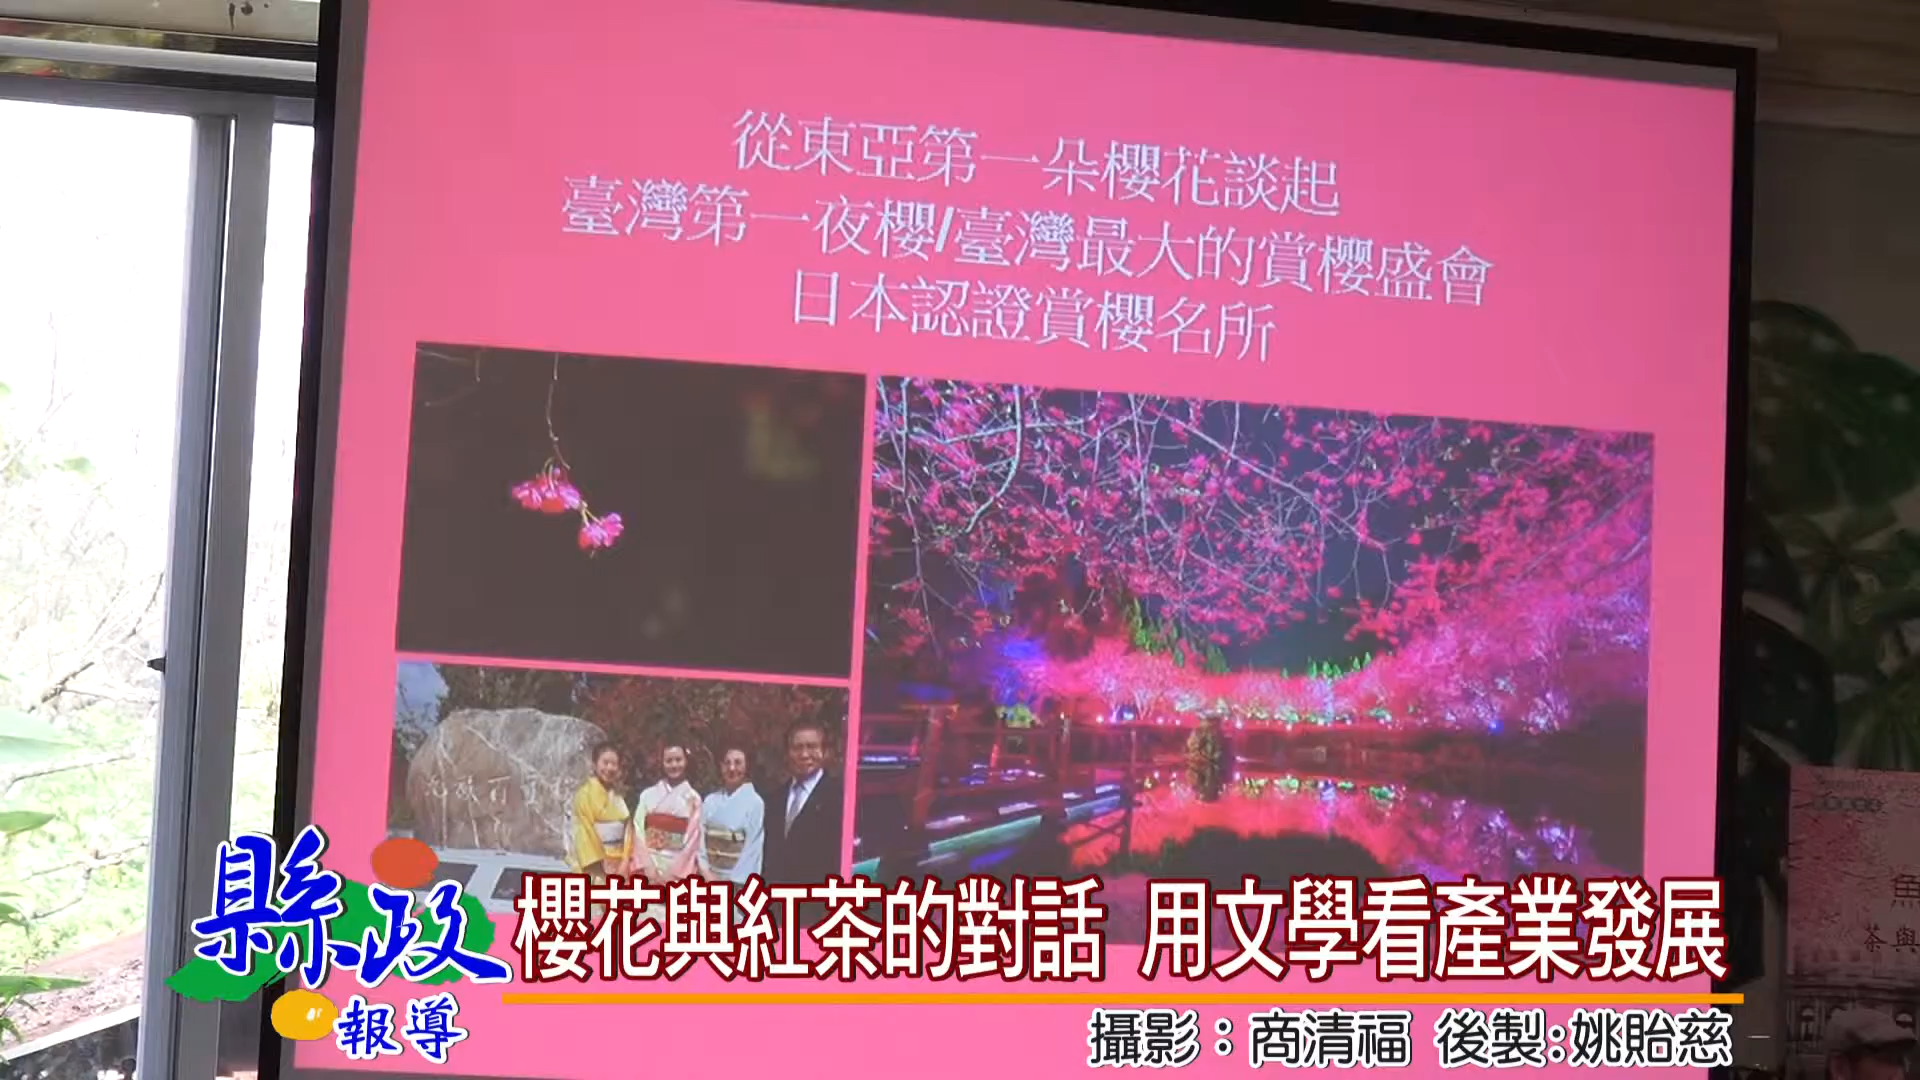 從東亞第一朵櫻花談起
臺灣第一夜櫻/臺灣最大的賞櫻盛會
日本認證賞櫻名所
縣政
報導
櫻花與紅茶的對話 用文學看產業發展
攝影：商清福 後製:姚貽慈
魚
茶與